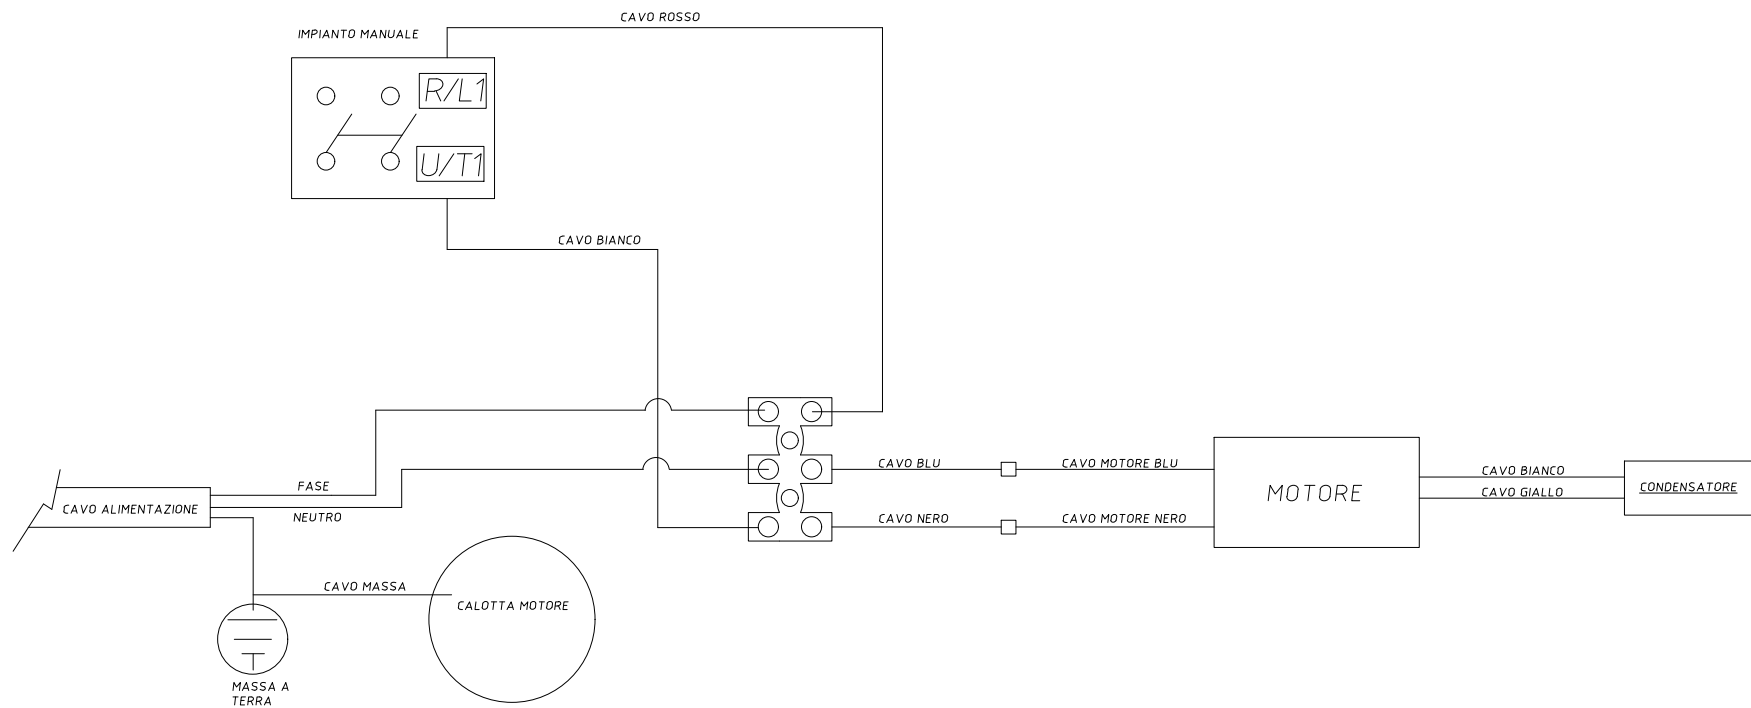 CAVO ROSSO
IMPIANTO MANUALE
R/L1
U/T1
CAVO BIANCO
CAVO BLU
CAVO MOTORE BLU
CAVO BIANCO
MOTORE
CONDENSATORE
CAVO GIALLO
FASE
CAVO ALIMENTAZIONE
NEUTRO
CAVO NERO
CAVO MOTORE NERO
CAVO MASSA
CALOTTA MOTORE
MASSA A
TERRA